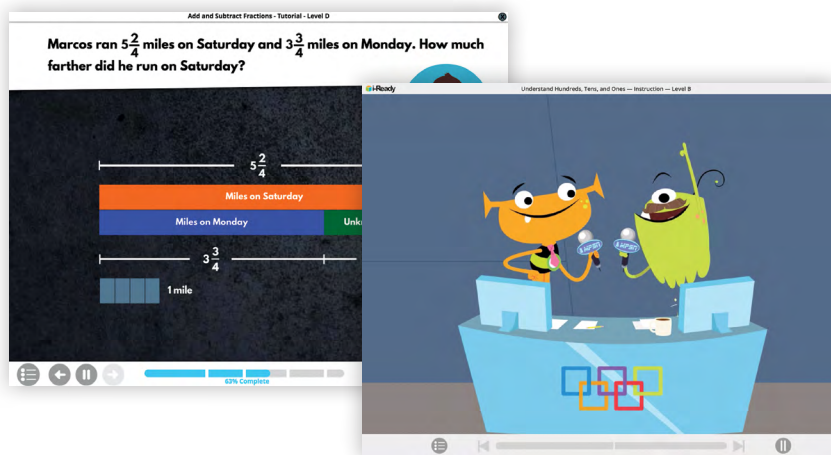 Add and Subtract Fractions - Tutorial - Level D
Marcos ran 5 2/4 miles on Saturday and 3 3/4 miles on Monday. How much
farther did he run on Saturday?
5 2/4
Miles on Saturday
Miles on Monday
3 3/4
1 mile
63% Complete
i-Ready
Understand Hundreds, Tens, and Ones — Instruction — Level B